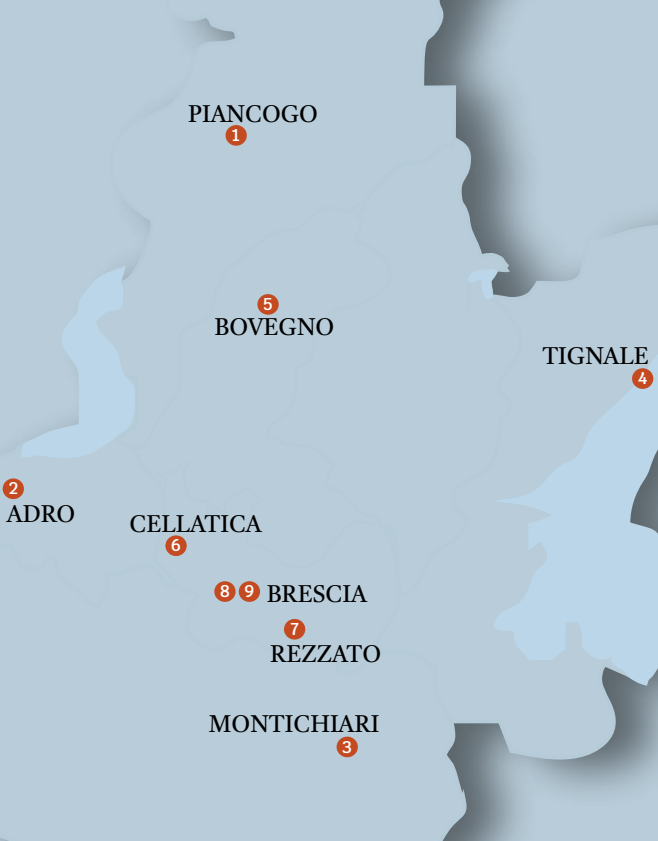 PIANCOGO
1
5
BOVEGNO
TIGNALE
4
2
ADRO
CELLATICA
6
8 9 BRESCIA
7
REZZATO
MONTICHIARI
3